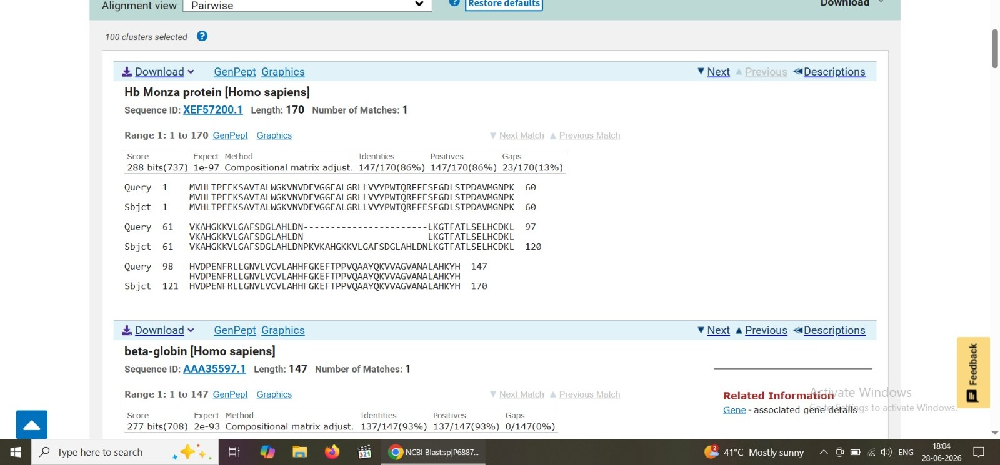 Alignment view Pairwise Restore defaults Download
100 clusters selected
Download GenPept Graphics Next Previous Descriptions
Hb Monza protein [Homo sapiens]
Sequence ID: XEF57200.1 Length: 170 Number of Matches: 1
Range 1: 1 to 170 GenPept Graphics Next Match Previous Match
Score Expect Method Identities Positives Gaps
288 bits(737) 1e-97 Compositional matrix adjust. 147/170(86%) 147/170(86%) 23/170(13%)
Query 1 MVHLTPEEKSAVTALWGKVNVDEVGGEALGRLLVVYPWTQRFFESFGDLSTPDAVMGNPK 60
MVHLTPEEKSAVTALWGKVNVDEVGGEALGRLLVVYPWTQRFFESFGDLSTPDAVMGNPK
Sbjct 1 MVHLTPEEKSAVTALWGKVNVDEVGGEALGRLLVVYPWTQRFFESFGDLSTPDAVMGNPK 60
Query 61 VKAHGKKVLGAFSDGLAHLDN-----------------------LKGTFATLSELHCDKL 97
VKAHGKKVLGAFSDGLAHLDN LKGTFATLSELHCDKL
Sbjct 61 VKAHGKKVLGAFSDGLAHLDNPKVKAHGKKVLGAFSDGLAHLDNLKGTFATLSELHCDKL 120
Query 98 HVDPENFRLLGNVLVCVLAHHFGKEFTPPVQAAYQKVVAGVANALAHKYH 147
HVDPENFRLLGNVLVCVLAHHFGKEFTPPVQAAYQKVVAGVANALAHKYH
Sbjct 121 HVDPENFRLLGNVLVCVLAHHFGKEFTPPVQAAYQKVVAGVANALAHKYH 170
Download GenPept Graphics Next Previous Descriptions
beta-globin [Homo sapiens]
Sequence ID: AAA35597.1 Length: 147 Number of Matches: 1
Range 1: 1 to 147 GenPept Graphics Next Match Previous Match
Score Expect Method Identities Positives Gaps
277 bits(708) 2e-93 Compositional matrix adjust. 137/147(93%) 137/147(93%) 0/147(0%)
Related Information
Gene - associated gene details
Activate Windows
Go to Settings to activate Windows.
Feedback
Type here to search
321
NCBI Blast:sp|P6887...
2
41°C Mostly sunny
ENG
18:04
28-06-2026